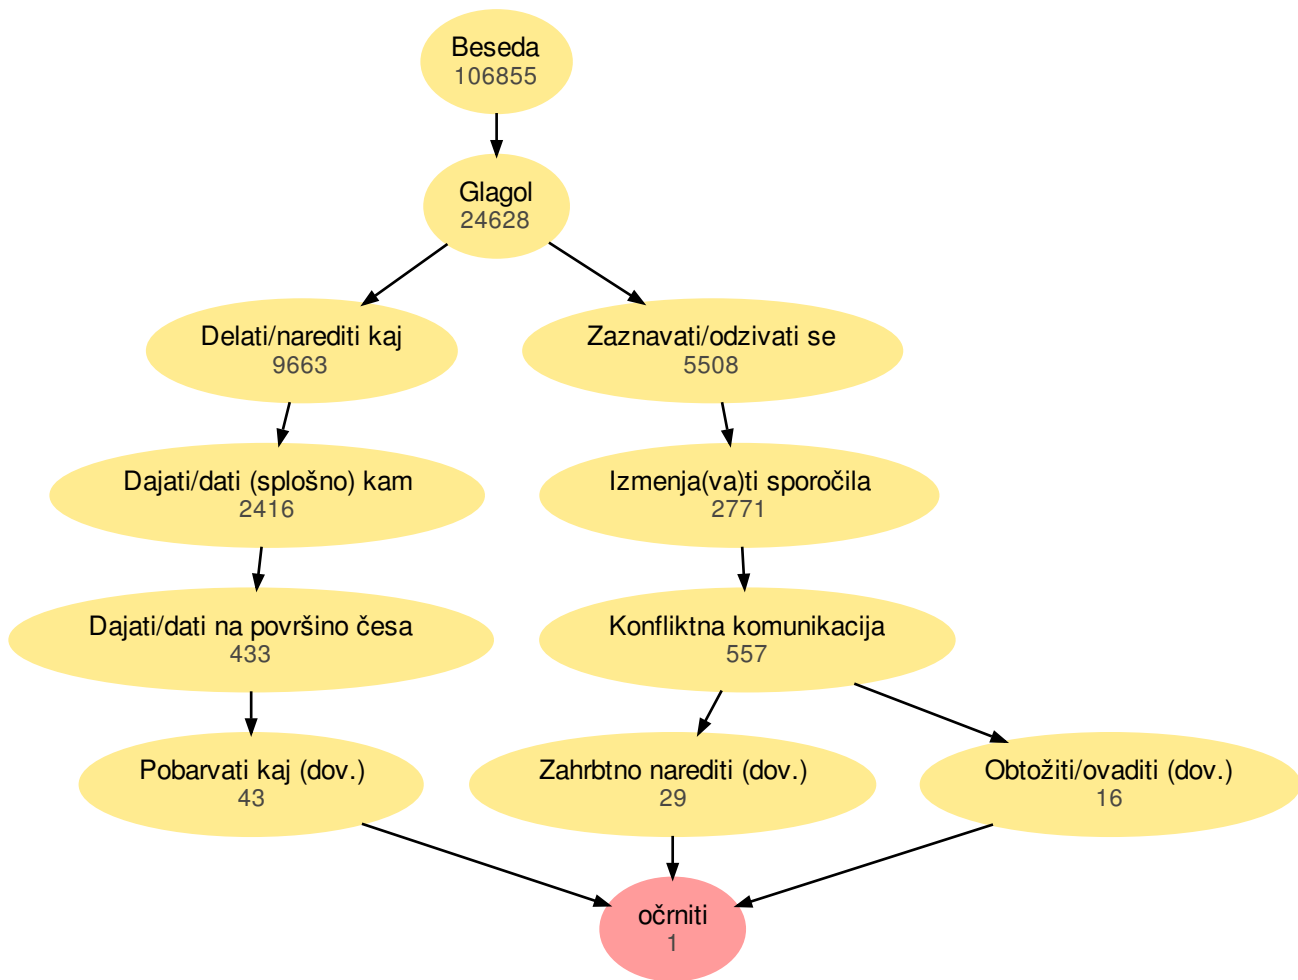 Beseda
106855
Glagol
24628
Delati/narediti kaj
9663
Zaznavati/odzivati se
5508
Dajati/dati (splošno) kam
2416
Izmenja(va)ti sporočila
2771
Dajati/dati na površino česa
433
Konfliktna komunikacija
557
Pobarvati kaj (dov.)
43
Zahrbtno narediti (dov.)
29
Obtožiti/ovaditi (dov.)
16
očrniti
1